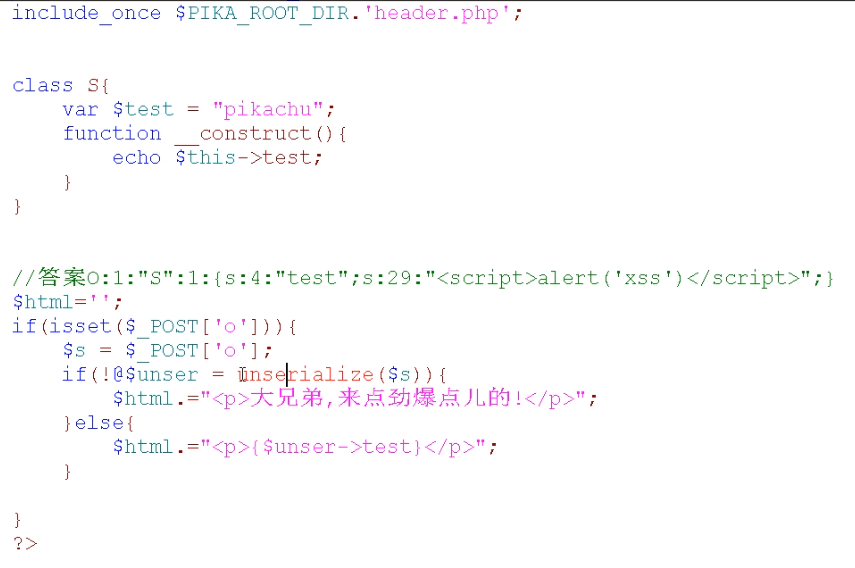 include_once $PIKA_ROOT_DIR.'header.php';
class S{
    var $test = "pikachu";
    function __construct(){
        echo $this->test;
    }
}
//答案O:1:"S":1:{s:4:"test";s:29:"<script>alert('xss')</script>";}
$html='';
if(isset($_POST['o'])){
    $s = $_POST['o'];
    if(!@$unser = unserialize($s)){
        $html.="<p>大兄弟,来点劲爆点儿的!</p>";
    }else{
        $html.="<p>{$unser->test}</p>";
    }
}
?>